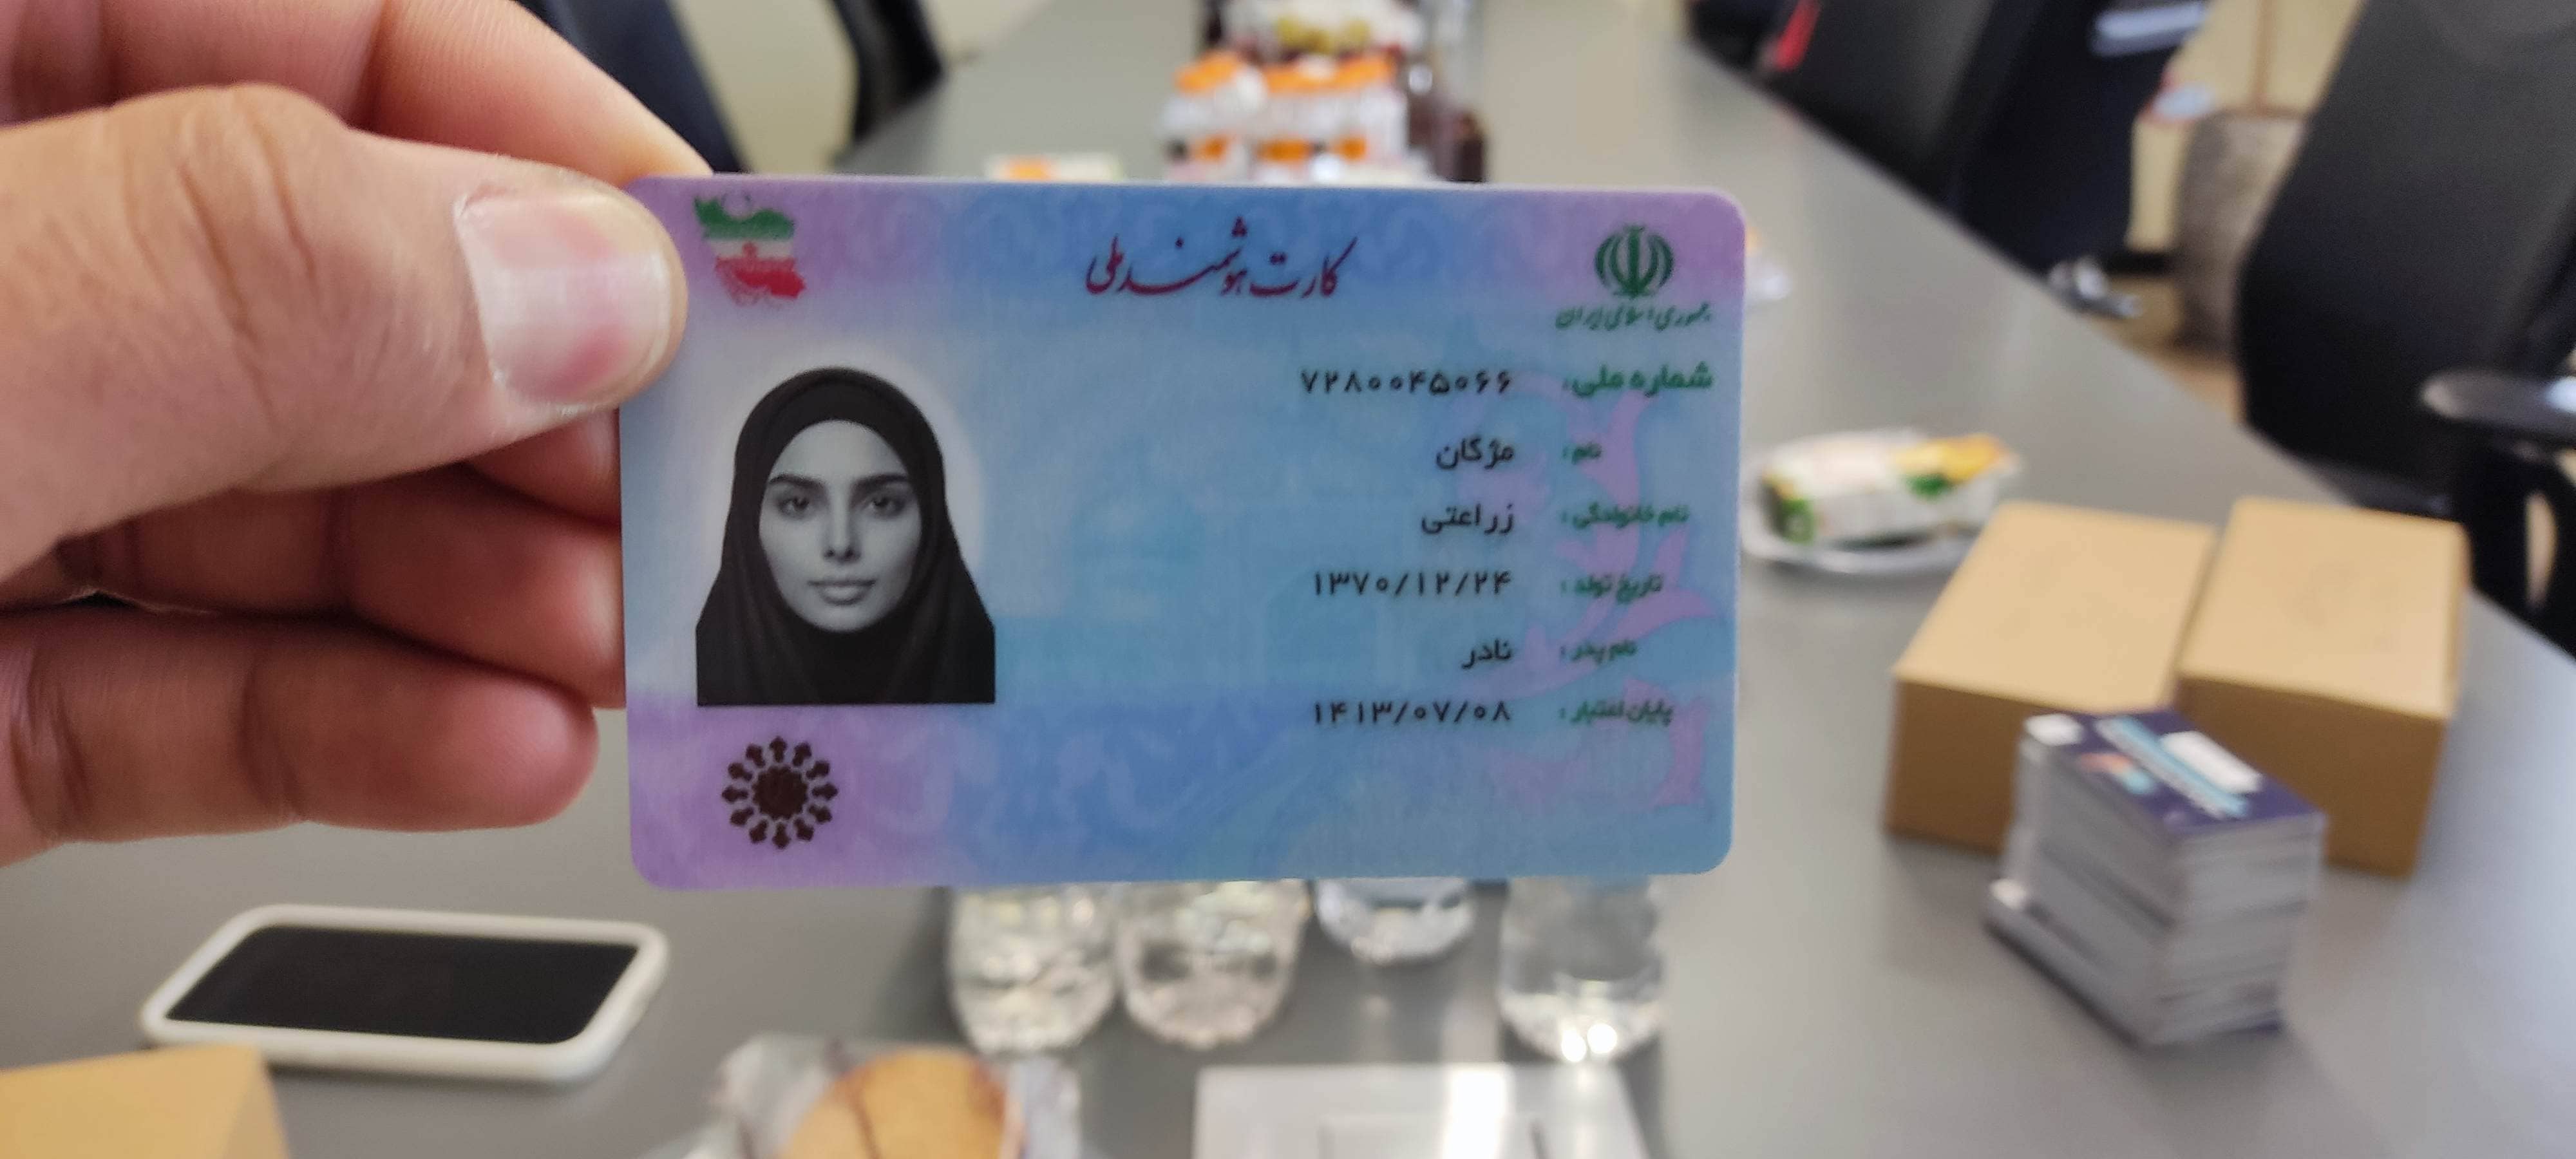 کارت هوشمند ملی
جمهوری اسلامی ایران
شماره ملی: ۷۲۸۰۰۴۵۰۶۶
نام: مژگان
نام خانوادگی: زراعتی
تاریخ تولد: ۱۳۷۰/۱۲/۲۴
نام پدر: نادر
پایان اعتبار: ۱۴۱۳/۰۷/۰۸